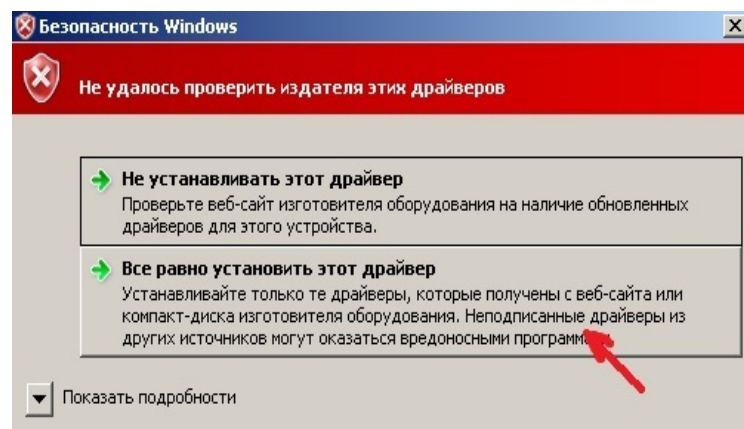 Безопасность Windows
Не удалось проверить издателя этих драйверов
Не устанавливать этот драйвер
Проверьте веб-сайт изготовителя оборудования на наличие обновленных
драйверов для этого устройства.
Все равно установить этот драйвер
Устанавливайте только те драйверы, которые получены с веб-сайта или
компакт-диска изготовителя оборудования. Неподписанные драйверы из
других источников могут оказаться вредоносными
Показать подробности